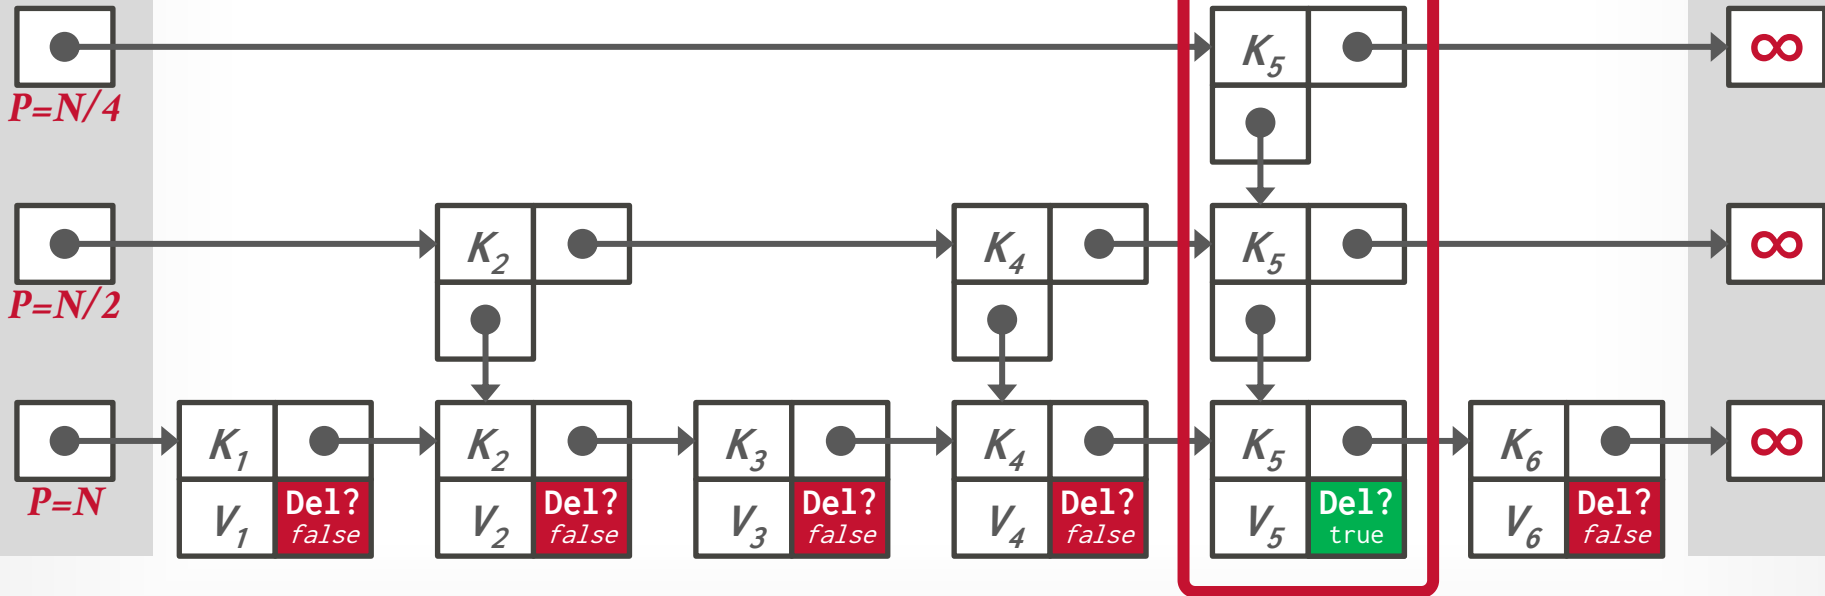 K5 ∞
P=N/4
K2 K4 K5 ∞
P=N/2
K1 K2 K3 K4 K5 K6 ∞
P=N
V1 Del? false V2 Del? false V3 Del? false V4 Del? false V5 Del? true V6 Del? false